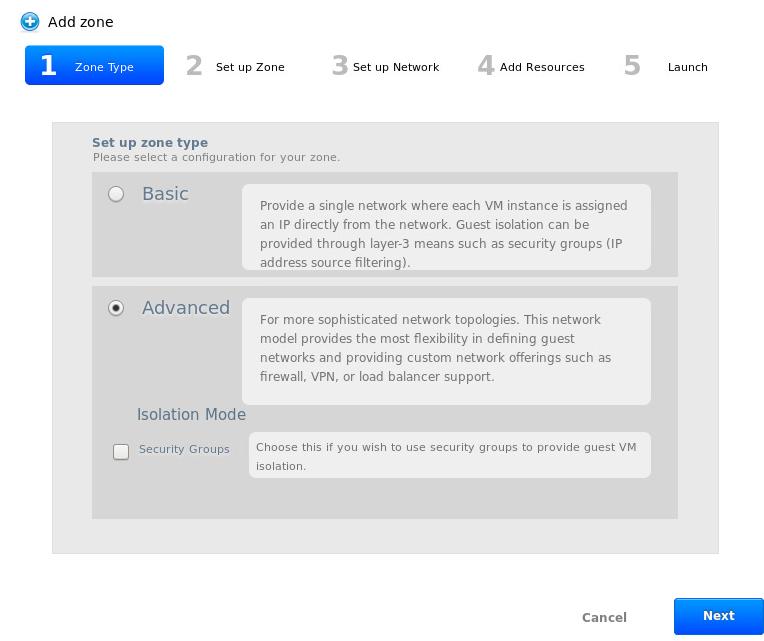 Add zone
1 Zone Type 2 Set up Zone 3 Set up Network 4 Add Resources 5 Launch
Set up zone type
Please select a configuration for your zone.
Basic
Provide a single network where each VM instance is assigned
an IP directly from the network. Guest isolation can be
provided through layer-3 means such as security groups (IP
address source filtering).
Advanced
For more sophisticated network topologies. This network
model provides the most flexibility in defining guest
networks and providing custom network offerings such as
firewall, VPN, or load balancer support.
Isolation Mode
Security Groups
Choose this if you wish to use security groups to provide guest VM
isolation.
Cancel Next